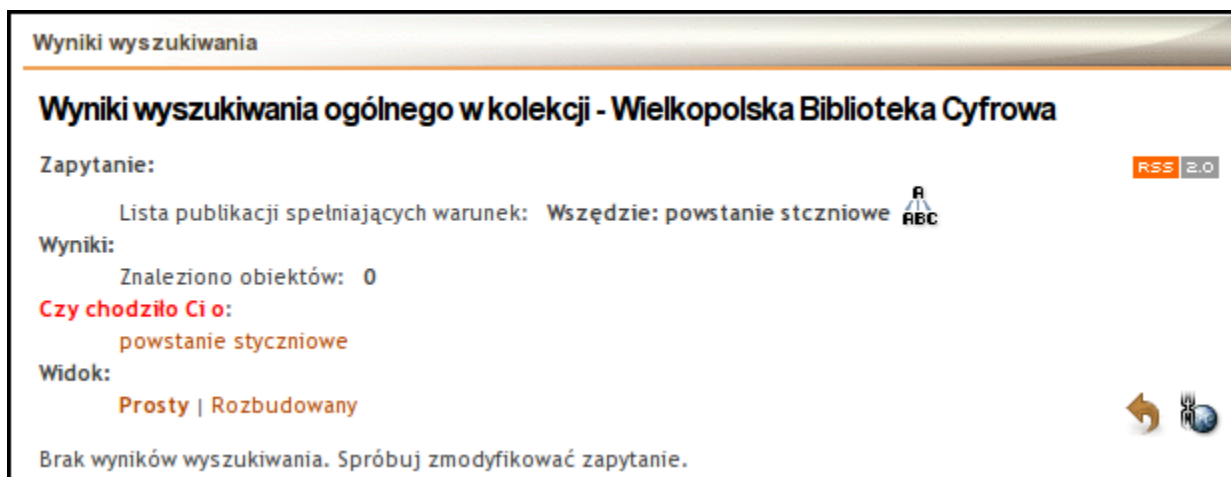 Wyniki wyszukiwania
Wyniki wyszukiwania ogólnego w kolekcji - Wielkopolska Biblioteka Cyfrowa
Zapytanie:
RSS 2.0
Lista publikacji spełniających warunek: Wszędzie: powstanie stczniowe
A
ABC
Wyniki:
Znaleziono obiektów: 0
Czy chodziło Ci o:
powstanie styczniowe
Widok:
Prosty | Rozbudowany
Brak wyników wyszukiwania. Spróbuj zmodyfikować zapytanie.